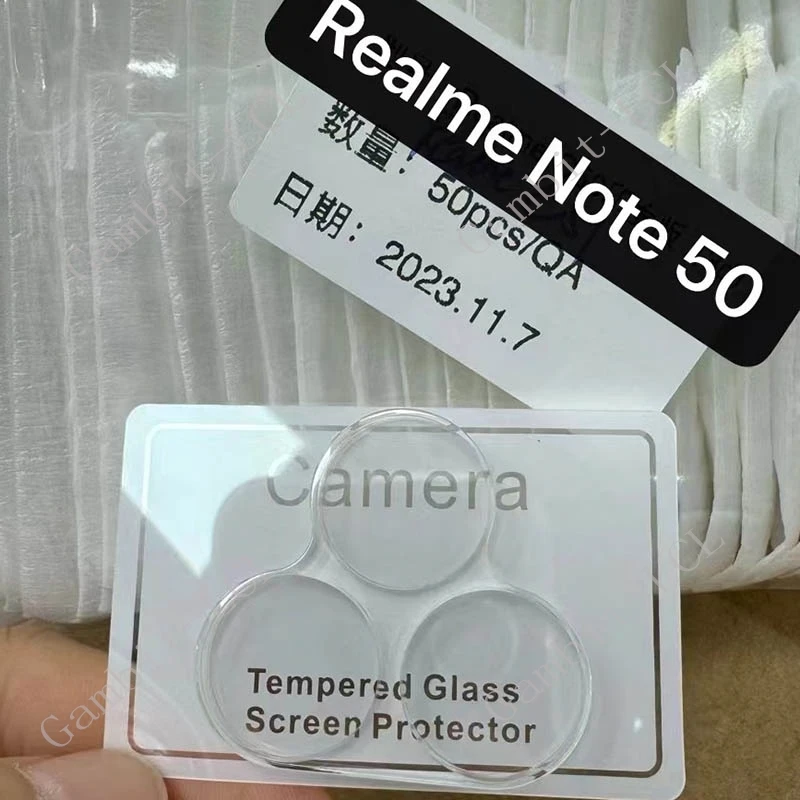 Realme Note 50
数量: 50pcs/QA
日期: 2023.11.7
Camera
Tempered Glass
Screen Protector